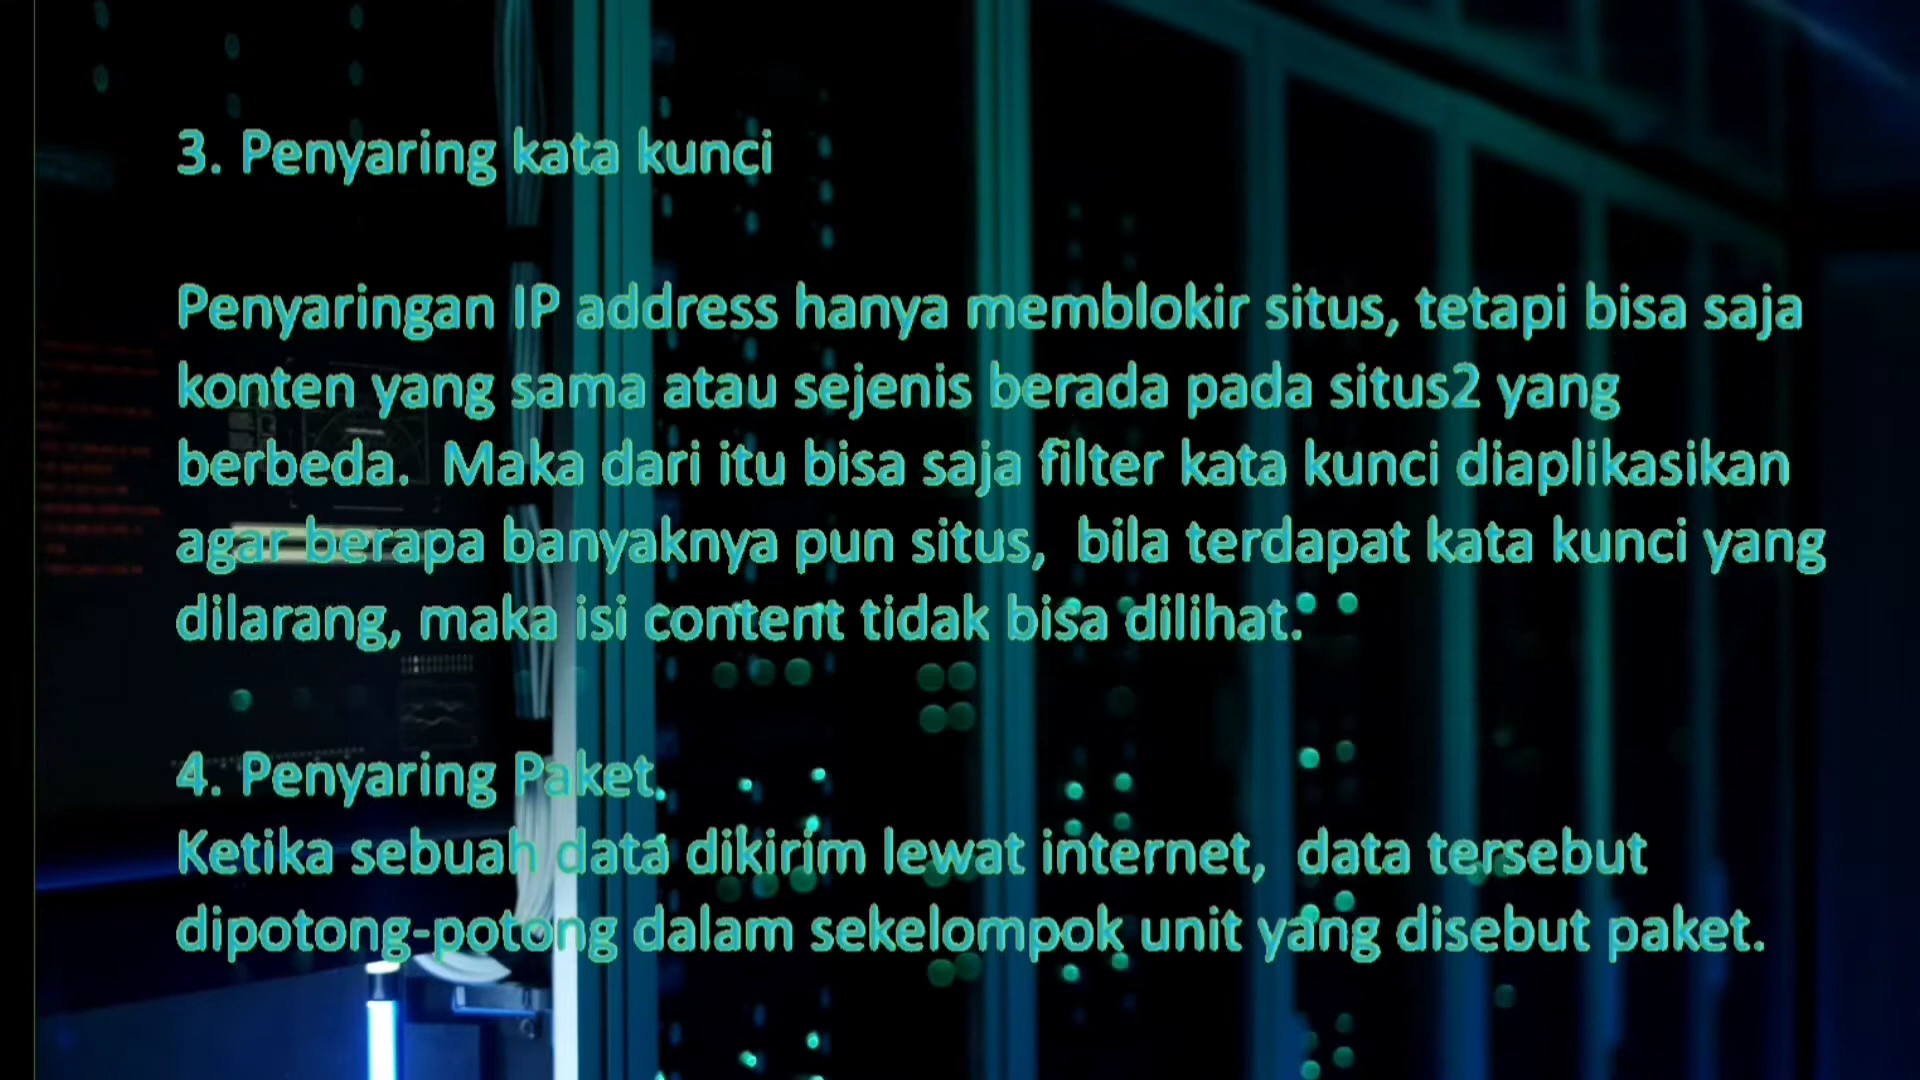 3. Penyaring kata kunci
Penyaringan IP address hanya memblokir situs, tetapi bisa saja
konten yang sama atau sejenis berada pada situs2 yang
berbeda.  Maka dari itu bisa saja filter kata kunci diaplikasikan
agar berapa banyaknya pun situs,  bila terdapat kata kunci yang
dilarang, maka isi content tidak bisa dilihat.
4. Penyaring Paket
Ketika sebuah data dikirim lewat internet,  data tersebut
dipotong-potong dalam sekelompok unit yang disebut paket.